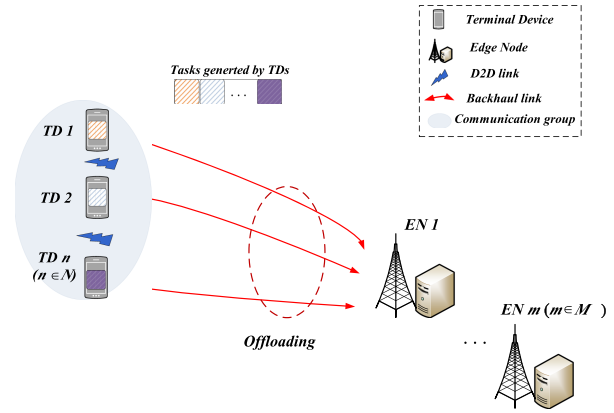 Terminal Device
Edge Node
D2D link
Backhaul link
Communication group
Tasks generted by TDs
. . .
TD 1
TD 2
TD n
(n ∈ N)
EN 1
Offloading
EN m (m ∈ M )
. . .